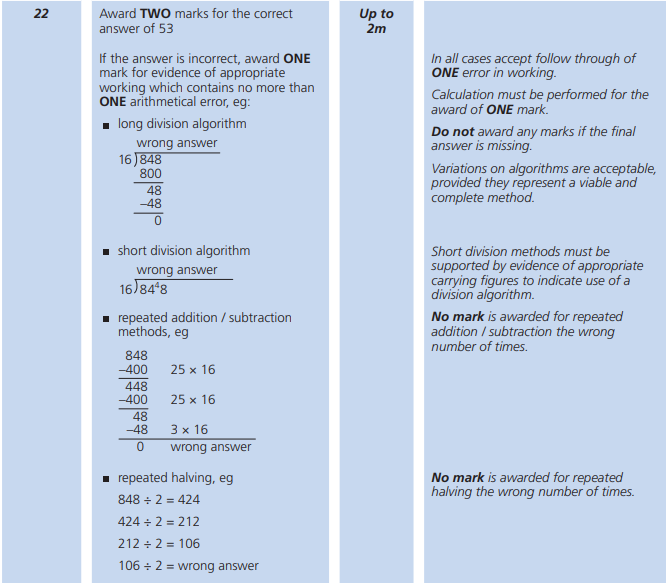 22
Award TWO marks for the correct
answer of 53
If the answer is incorrect, award ONE
mark for evidence of appropriate
working which contains no more than
ONE arithmetical error, eg:
■ long division algorithm
wrong answer
16)848
800
48
–48
0
■ short division algorithm
wrong answer
16)84⁴8
■ repeated addition / subtraction
methods, eg
848
–400 25 × 16
448
–400 25 × 16
48
–48 3 × 16
0 wrong answer
■ repeated halving, eg
848 ÷ 2 = 424
424 ÷ 2 = 212
212 ÷ 2 = 106
106 ÷ 2 = wrong answer
Up to
2m
In all cases accept follow through of
ONE error in working.
Calculation must be performed for the
award of ONE mark.
Do not award any marks if the final
answer is missing.
Variations on algorithms are acceptable,
provided they represent a viable and
complete method.
Short division methods must be
supported by evidence of appropriate
carrying figures to indicate use of a
division algorithm.
No mark is awarded for repeated
addition / subtraction the wrong
number of times.
No mark is awarded for repeated
halving the wrong number of times.